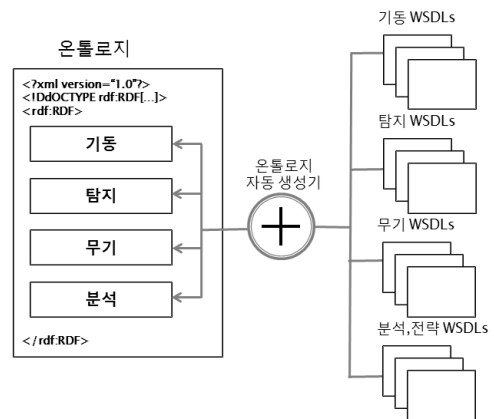 온톨로지
<?xml version="1.0"?>
<!DdOCTYPE rdf:RDF[...]>
<rdf:RDF>
기동
탐지
무기
분석
</rdf:RDF>
온톨로지
자동 생성기
기동 WSDLs
탐지 WSDLs
무기 WSDLs
분석,전략 WSDLs